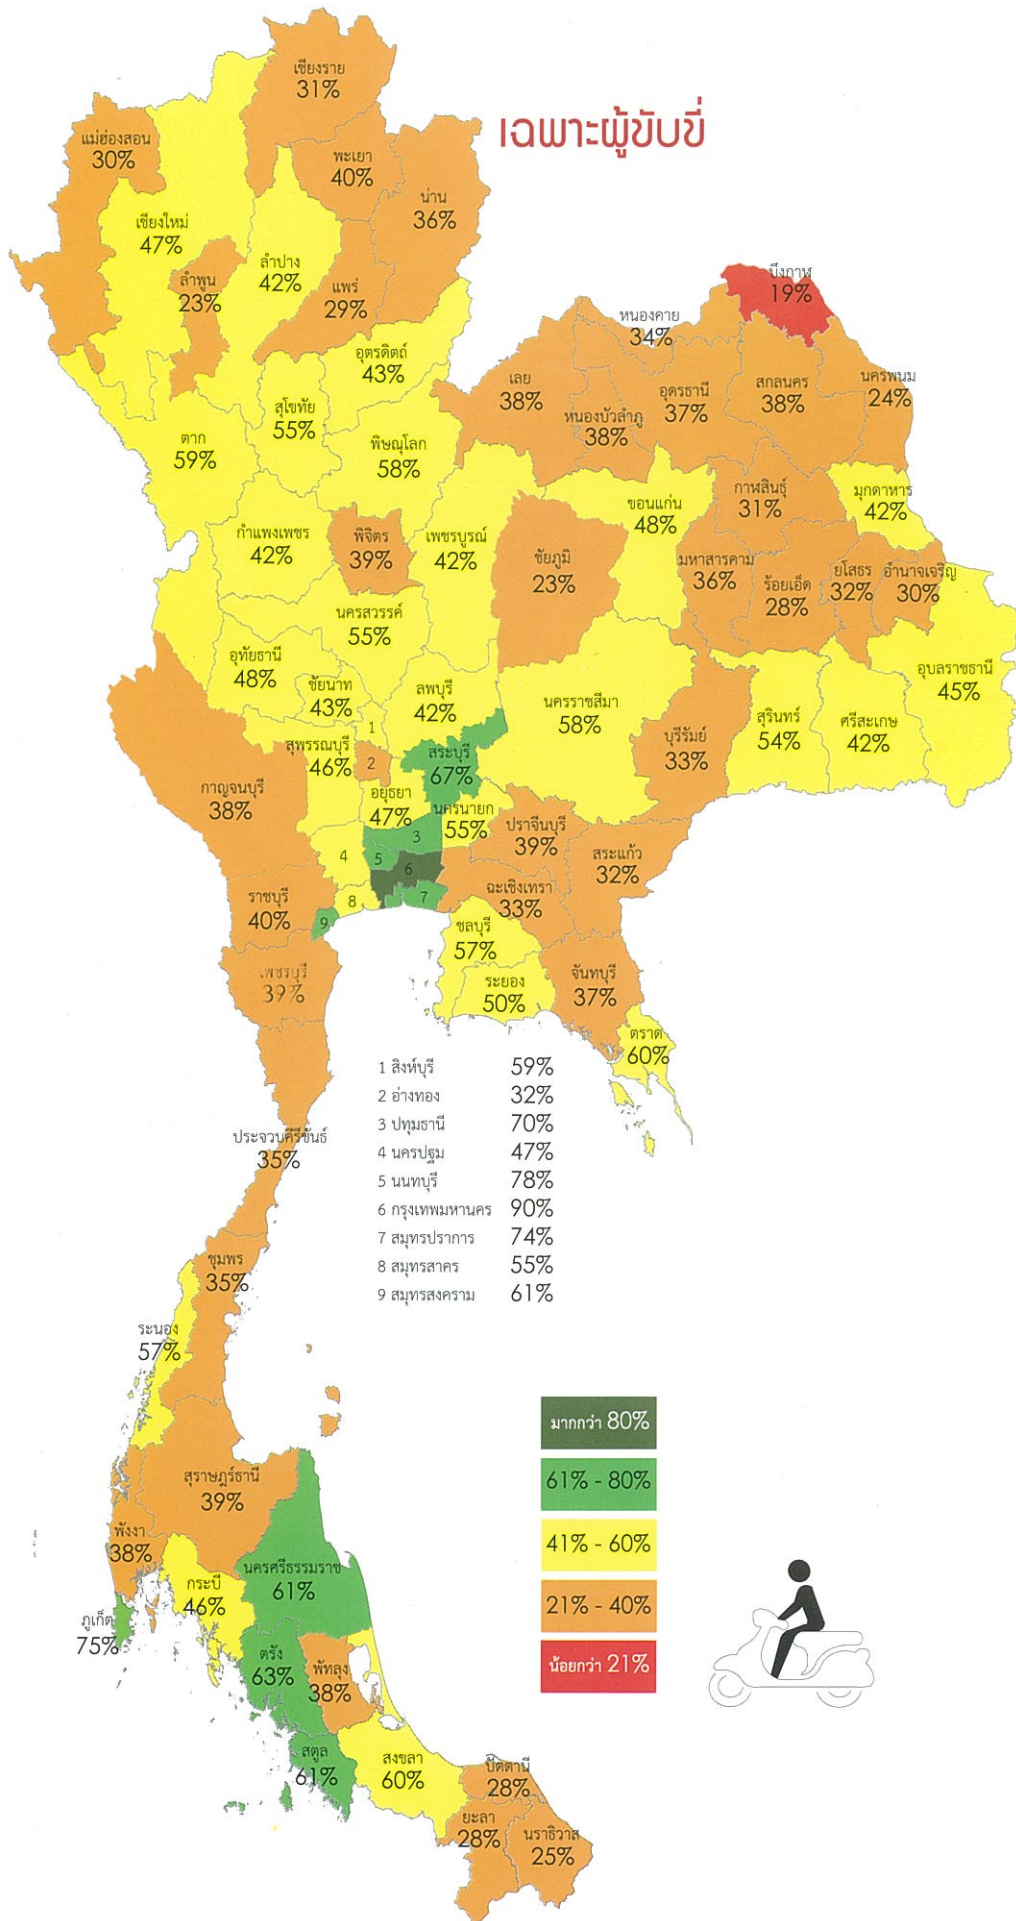 เฉพาะผู้ขับขี่
เชียงราย
31%
แม่ฮ่องสอน
30%
พะเยา
40%
น่าน
36%
เชียงใหม่
47%
ลำปาง
42%
ลำพูน
23%
แพร่
29%
บึงกาฬ
19%
หนองคาย
34%
อุตรดิตถ์
43%
เลย
38%
หนองบัวลำภู
38%
อุดรธานี
37%
สกลนคร
38%
นครพนม
24%
สุโขทัย
55%
ตาก
59%
พิษณุโลก
58%
กำแพงเพชร
42%
พิจิตร
39%
เพชรบูรณ์
42%
ชัยภูมิ
23%
ขอนแก่น
48%
กาฬสินธุ์
31%
มุกดาหาร
42%
มหาสารคาม
36%
ร้อยเอ็ด
28%
ยโสธร
32%
อำนาจเจริญ
30%
นครสวรรค์
55%
อุทัยธานี
48%
ชัยนาท
43%
ลพบุรี
42%
นครราชสีมา
58%
บุรีรัมย์
33%
สุรินทร์
54%
ศรีสะเกษ
42%
อุบลราชธานี
45%
1
สุพรรณบุรี
46%
2
สระบุรี
67%
กาญจนบุรี
38%
อยุธยา
47%
นครนายก
55%
ปราจีนบุรี
39%
สระแก้ว
32%
3
4
5
6
7
8
9
ราชบุรี
40%
ฉะเชิงเทรา
33%
ชลบุรี
57%
เพชรบุรี
39%
ระยอง
50%
จันทบุรี
37%
ตราด
60%
1 สิงห์บุรี 59%
2 อ่างทอง 32%
3 ปทุมธานี 70%
4 นครปฐม 47%
5 นนทบุรี 78%
6 กรุงเทพมหานคร 90%
7 สมุทรปราการ 74%
8 สมุทรสาคร 55%
9 สมุทรสงคราม 61%
ประจวบคีรีขันธ์
35%
ชุมพร
35%
ระนอง
57%
สุราษฎร์ธานี
39%
พังงา
38%
นครศรีธรรมราช
61%
กระบี่
46%
ภูเก็ต
75%
ตรัง
63%
พัทลุง
38%
สตูล
61%
สงขลา
60%
ปัตตานี
28%
ยะลา
28%
นราธิวาส
25%
มากกว่า 80%
61% - 80%
41% - 60%
21% - 40%
น้อยกว่า 21%